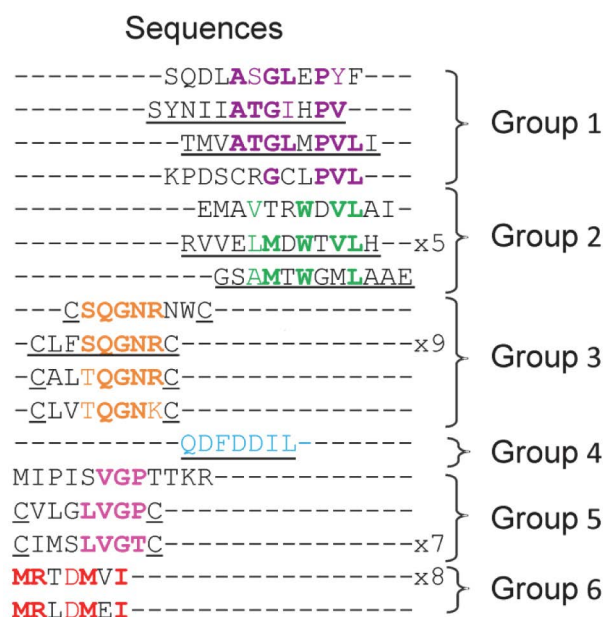 Sequences
---------SQDLASGLEPYF---
--------SYNIIATGIHPV----
Group 1
----------TMVATGLMPVLI--
---------KPDSCRGCLPVL---
-----------EMAVTRWDVLAI-
----------RVVELMDWTVLH--x5
Group 2
------------GSAMTWGMLAAE
---CSQGNRNWC------------
-CLFSQGNRC--------------x9
Group 3
-CALTQGNRC--------------
-CLVTQGNKC--------------
----------QDFDDIL-------
Group 4
MIPISVGPTTKR------------
CVLGLVGPC---------------
Group 5
CIMSLVGTC---------------x7
MRTDMVI-----------------x8
Group 6
MRLDMEI-----------------